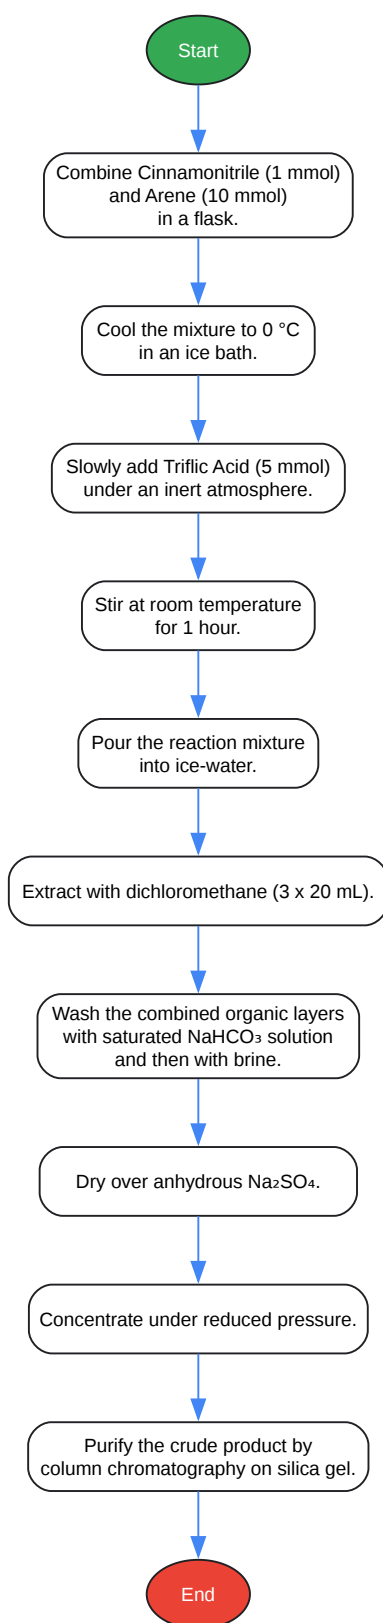 Start
Combine Cinnamonitrile (1 mmol)
and Arene (10 mmol)
in a flask.
Cool the mixture to 0 °C
in an ice bath.
Slowly add Triflic Acid (5 mmol)
under an inert atmosphere.
Stir at room temperature
for 1 hour.
Pour the reaction mixture
into ice-water.
Extract with dichloromethane (3 x 20 mL).
Wash the combined organic layers
with saturated NaHCO₃ solution
and then with brine.
Dry over anhydrous Na₂SO₄.
Concentrate under reduced pressure.
Purify the crude product by
column chromatography on silica gel.
End